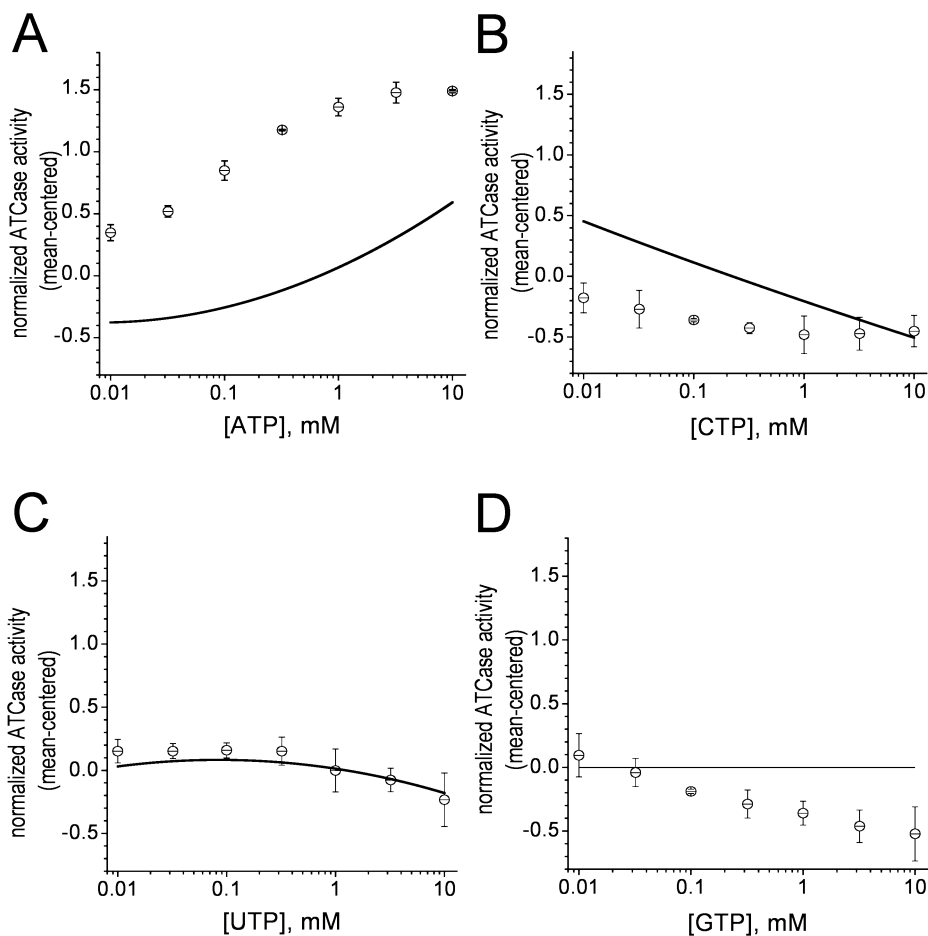 A
normalized ATCase activity
(mean-centered)
1.5
1.0
0.5
0.0
-0.5
0.01 0.1 1 10
[ATP], mM
B
normalized ATCase activity
(mean-centered)
1.5
1.0
0.5
0.0
-0.5
0.01 0.1 1 10
[CTP], mM
C
normalized ATCase activity
(mean-centered)
1.5
1.0
0.5
0.0
-0.5
0.01 0.1 1 10
[UTP], mM
D
normalized ATCase activity
(mean-centered)
1.5
1.0
0.5
0.0
-0.5
0.01 0.1 1 10
[GTP], mM